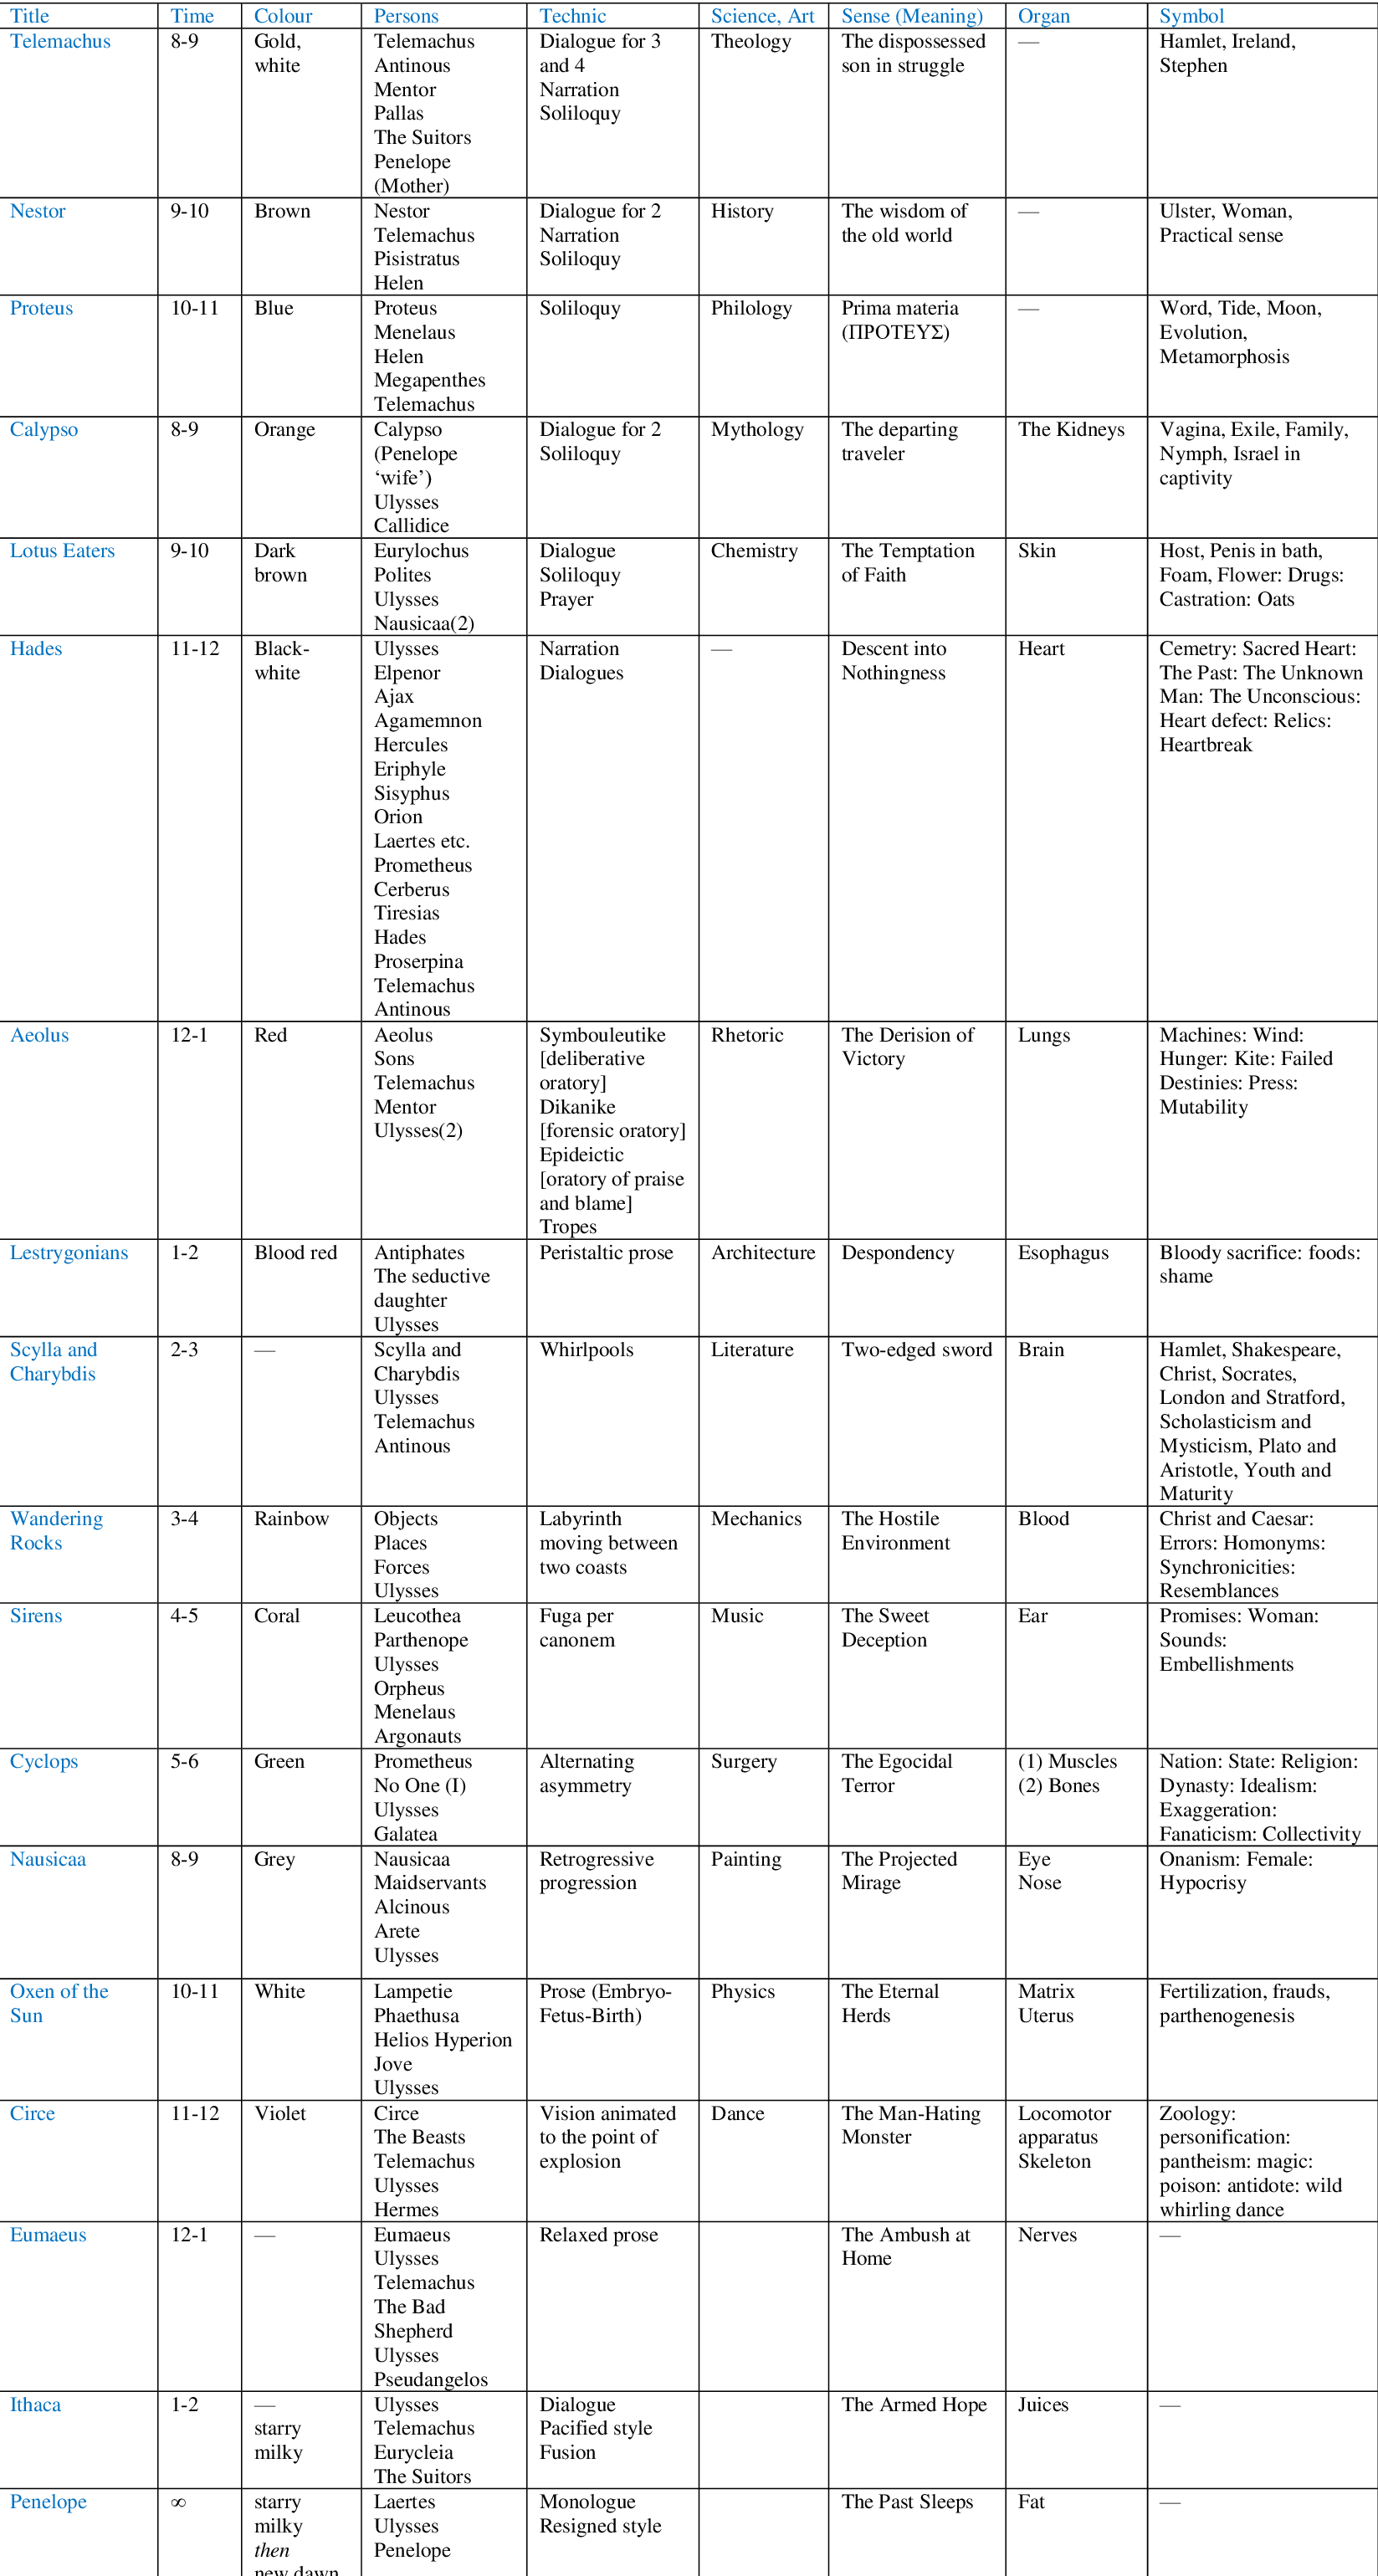 Title Time Colour Persons Technic Science, Art Sense (Meaning) Organ Symbol
Telemachus 8-9 Gold, Telemachus Dialogue for 3 Theology The dispossessed — Hamlet, Ireland,
white Antinous and 4 son in struggle Stephen
Mentor Narration
Pallas Soliloquy
The Suitors
Penelope
(Mother)
Nestor 9-10 Brown Nestor Dialogue for 2 History The wisdom of — Ulster, Woman,
Telemachus Narration the old world Practical sense
Pisistratus Soliloquy
Helen
Proteus 10-11 Blue Proteus Soliloquy Philology Prima materia — Word, Tide, Moon,
Menelaus (ΠΡΟΤΕΥΣ) Evolution,
Helen Metamorphosis
Megapenthes
Telemachus
Calypso 8-9 Orange Calypso Dialogue for 2 Mythology The departing The Kidneys Vagina, Exile, Family,
(Penelope Soliloquy traveler Nymph, Israel in
‘wife’) captivity
Ulysses
Callidice
Lotus Eaters 9-10 Dark Eurylochus Dialogue Chemistry The Temptation Skin Host, Penis in bath,
brown Polites Soliloquy of Faith Foam, Flower: Drugs:
Ulysses Prayer Castration: Oats
Nausicaa(2)
Hades 11-12 Black- Ulysses Narration — Descent into Heart Cemetry: Sacred Heart:
white Elpenor Dialogues Nothingness The Past: The Unknown
Ajax Man: The Unconscious:
Agamemnon Heart defect: Relics:
Hercules Heartbreak
Eriphyle
Sisyphus
Orion
Laertes etc.
Prometheus
Cerberus
Tiresias
Hades
Proserpina
Telemachus
Antinous
Aeolus 12-1 Red Aeolus Symbouleutike Rhetoric The Derision of Lungs Machines: Wind:
Sons [deliberative Victory Hunger: Kite: Failed
Telemachus oratory] Destinies: Press:
Mentor Dikanike Mutability
Ulysses(2) [forensic oratory]
Epideictic
[oratory of praise
and blame]
Tropes
Lestrygonians 1-2 Blood red Antiphates Peristaltic prose Architecture Despondency Esophagus Bloody sacrifice: foods:
The seductive shame
daughter
Ulysses
Scylla and 2-3 — Scylla and Whirlpools Literature Two-edged sword Brain Hamlet, Shakespeare,
Charybdis Charybdis Christ, Socrates,
Ulysses London and Stratford,
Telemachus Scholasticism and
Antinous Mysticism, Plato and
Aristotle, Youth and
Maturity
Wandering 3-4 Rainbow Objects Labyrinth Mechanics The Hostile Blood Christ and Caesar:
Rocks Places moving between Environment Errors: Homonyms:
Forces two coasts Synchronicities:
Ulysses Resemblances
Sirens 4-5 Coral Leucothea Fuga per Music The Sweet Ear Promises: Woman:
Parthenope canonem Deception Sounds:
Ulysses Embellishments
Orpheus
Menelaus
Argonauts
Cyclops 5-6 Green Prometheus Alternating Surgery The Egocidal (1) Muscles Nation: State: Religion:
No One (I) asymmetry Terror (2) Bones Dynasty: Idealism:
Ulysses Exaggeration:
Galatea Fanaticism: Collectivity
Nausicaa 8-9 Grey Nausicaa Retrogressive Painting The Projected Eye Onanism: Female:
Maidservants progression Mirage Nose Hypocrisy
Alcinous
Arete
Ulysses
Oxen of the 10-11 White Lampetie Prose (Embryo- Physics The Eternal Matrix Fertilization, frauds,
Sun Phaethusa Fetus-Birth) Herds Uterus parthenogenesis
Helios Hyperion
Jove
Ulysses
Circe 11-12 Violet Circe Vision animated Dance The Man-Hating Locomotor Zoology:
The Beasts to the point of Monster apparatus personification:
Telemachus explosion Skeleton pantheism: magic:
Ulysses poison: antidote: wild
Hermes whirling dance
Eumaeus 12-1 — Eumaeus Relaxed prose The Ambush at Nerves —
Ulysses Home
Telemachus
The Bad
Shepherd
Ulysses
Pseudangelos
Ithaca 1-2 — Ulysses Dialogue The Armed Hope Juices —
starry Telemachus Pacified style
milky Eurycleia Fusion
The Suitors
Penelope ∞ starry Laertes Monologue The Past Sleeps Fat —
milky Ulysses Resigned style
then Penelope
new dawn